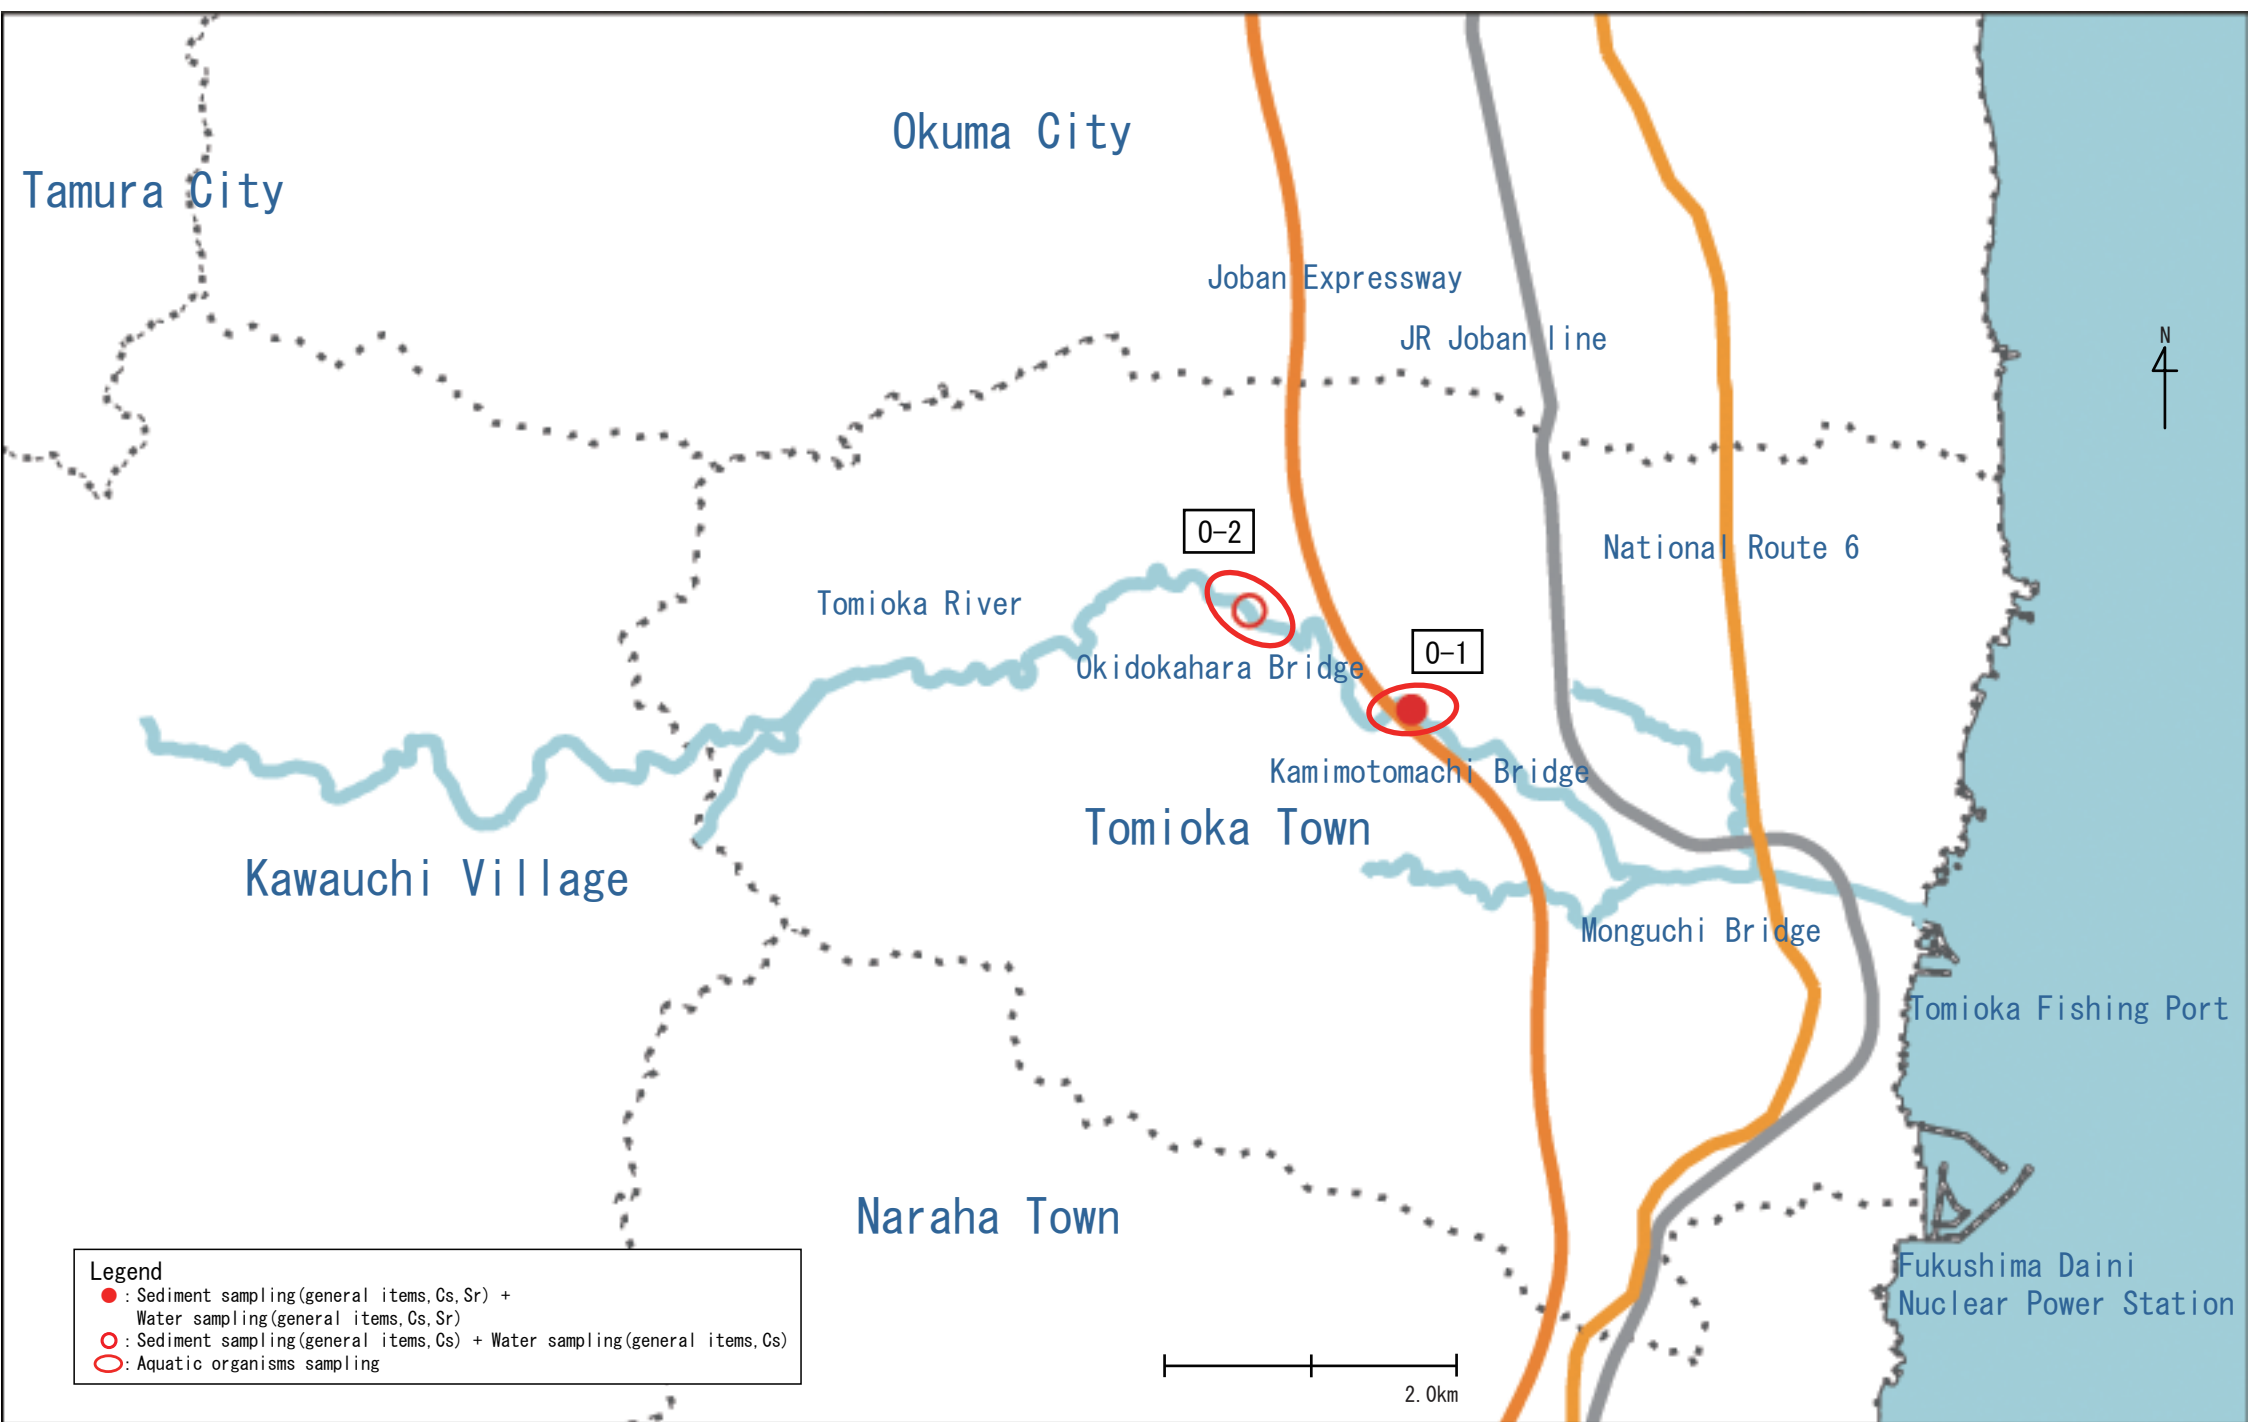 Okuma City
Tamura City
Joban Expressway
JR Joban line
N
0-2
National Route 6
Tomioka River
0-1
Okidokahara Bridge
Kamimotomachi Bridge
Tomioka Town
Kawauchi Village
Monguchi Bridge
Tomioka Fishing Port
Naraha Town
Fukushima Daini
Nuclear Power Station
Legend
: Sediment sampling(general items,Cs,Sr) +
Water sampling(general items,Cs,Sr)
: Sediment sampling(general items,Cs) + Water sampling(general items,Cs)
: Aquatic organisms sampling
2.0km